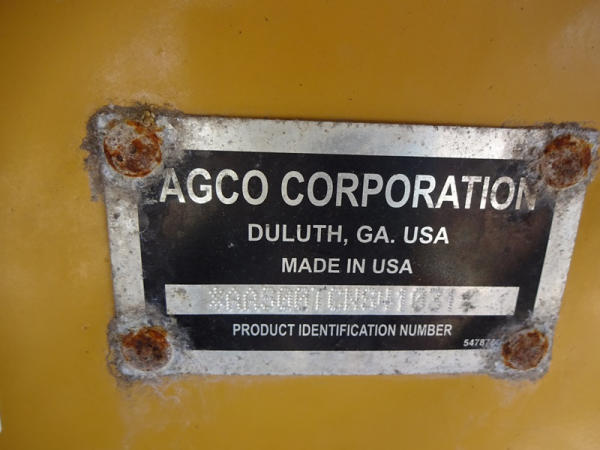 AGCO CORPORATION
DULUTH, GA. USA
MADE IN USA
PRODUCT IDENTIFICATION NUMBER